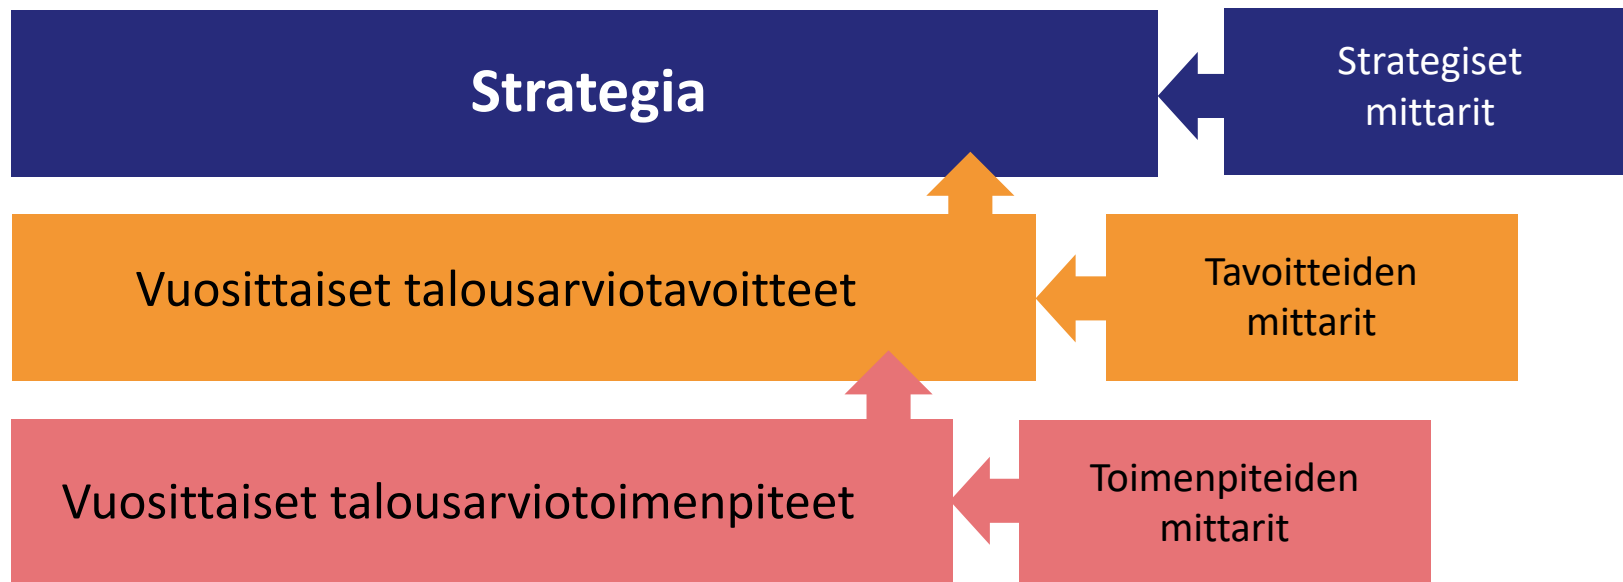 Strategia
Strategiset
mittarit
Vuosittaiset talousarviotavoitteet
Tavoitteiden
mittarit
Vuosittaiset talousarviotoimenpiteet
Toimenpiteiden
mittarit